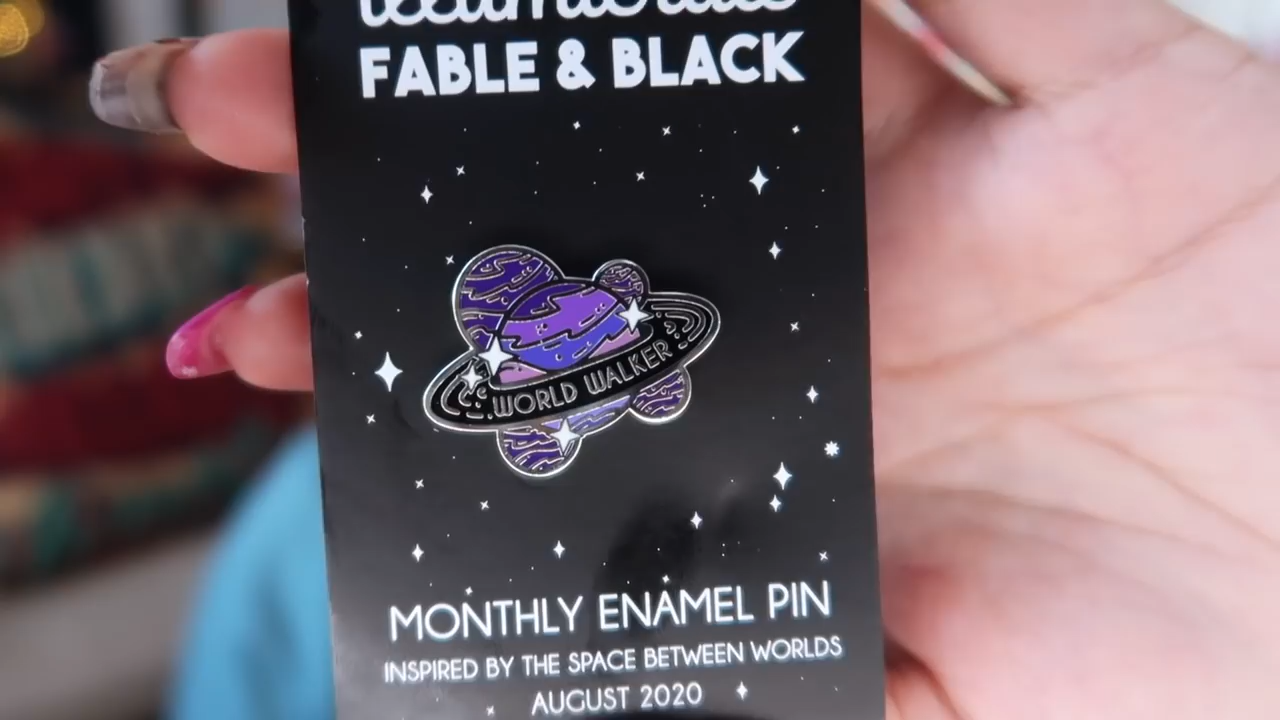 FABLE & BLACK
WORLD WALKER
MONTHLY ENAMEL PIN
INSPIRED BY THE SPACE BETWEEN WORLDS
AUGUST 2020